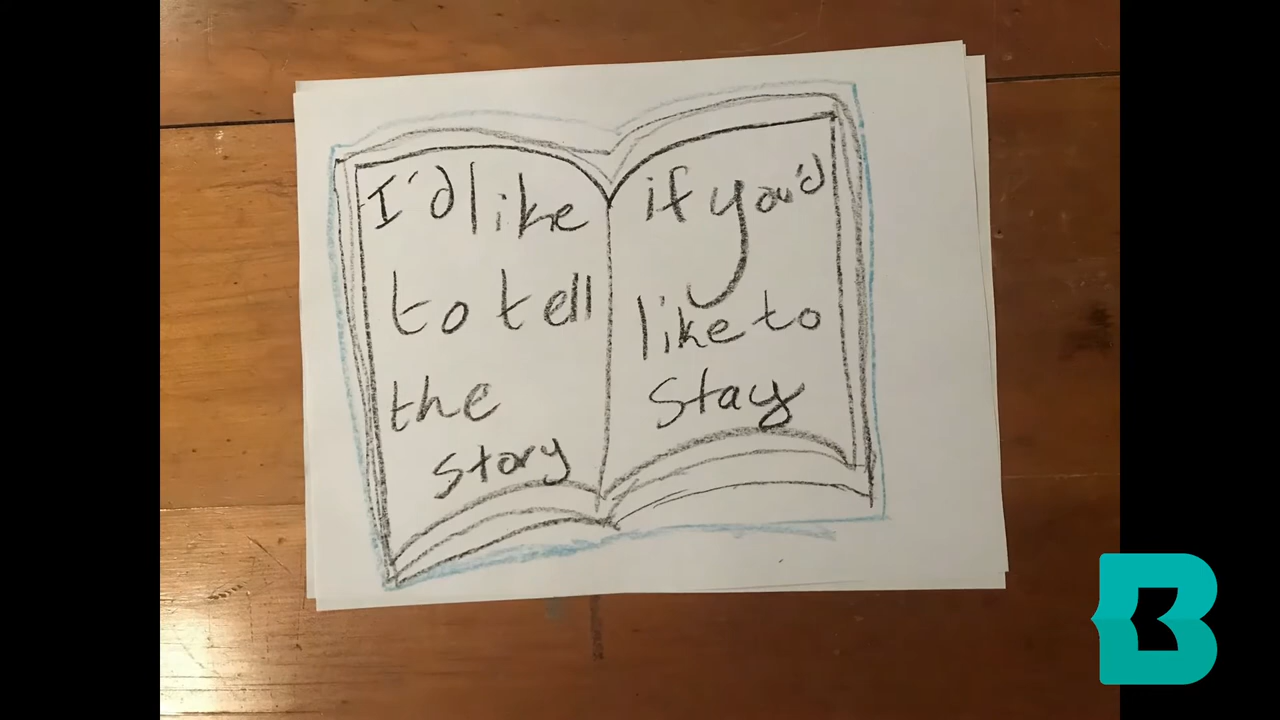 I'd like
to tell
the
story
if you'd
like to
stay
B